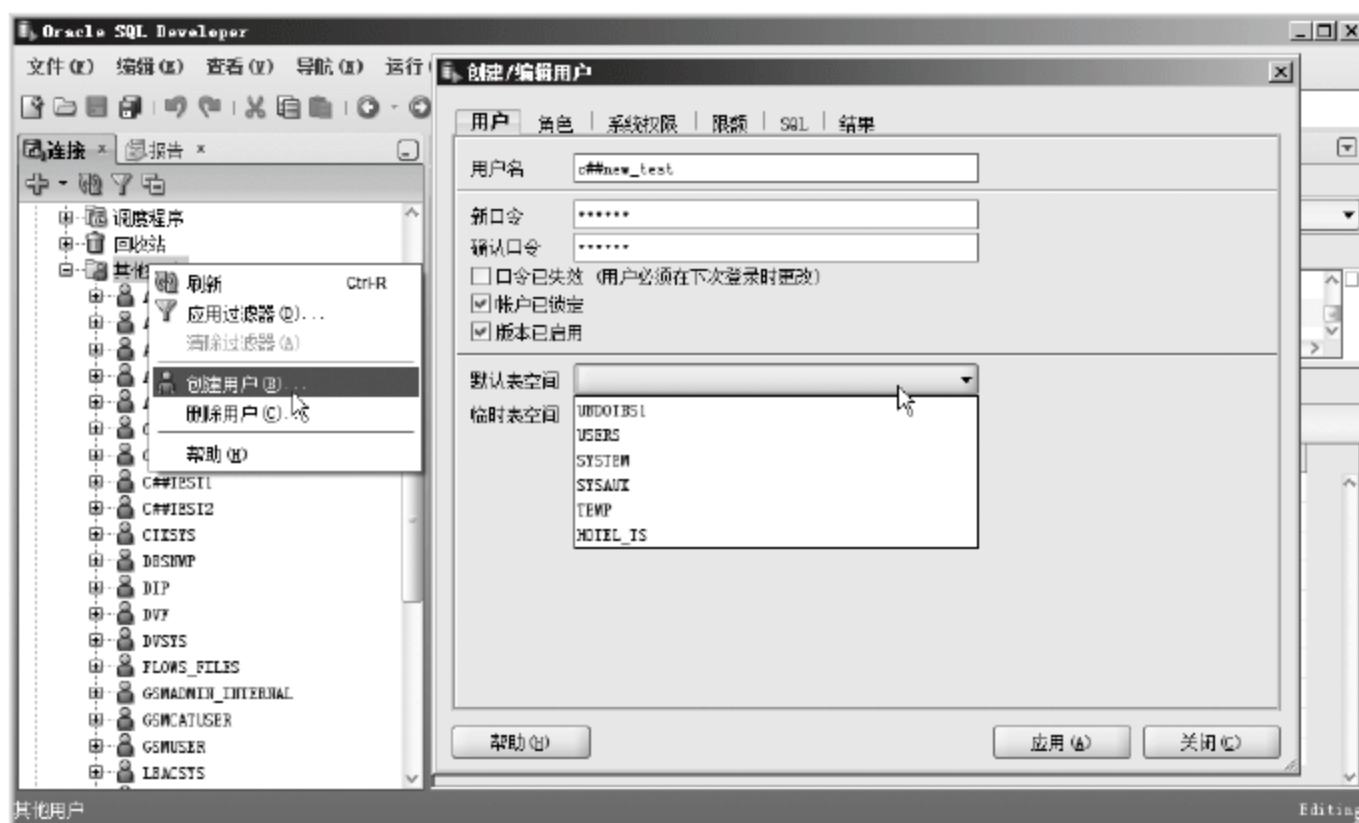 Oracle SQL Developer
文件(F) 编辑(E) 查看(V) 导航(N) 运行
连接 × 报告 ×
调度程序
回收站
其他
刷新 Ctrl-R
应用过滤器(D)...
清除过滤器(A)
创建用户(B)...
删除用户(C)...
帮助(H)
C##TEST1
C##TEST2
CTXSYS
DBSNMP
DIP
DVF
DVSYS
FLOWS_FILES
GSMADMIN_INTERNAL
GSMCATUSER
GSMUSER
LBACSYS
其他用户
创建/编辑用户
用户 角色 系统权限 限额 SQL 结果
用户名 c##new_test
新口令 ••••••
确认口令 ••••••
口令已失效 (用户必须在下次登录时更改)
帐户已锁定
版本已启用
默认表空间
临时表空间
UNDOTBS1
USERS
SYSTEM
SYSAUX
TEMP
HOTEL_TS
帮助(H) 应用(A) 关闭(C)
Editing